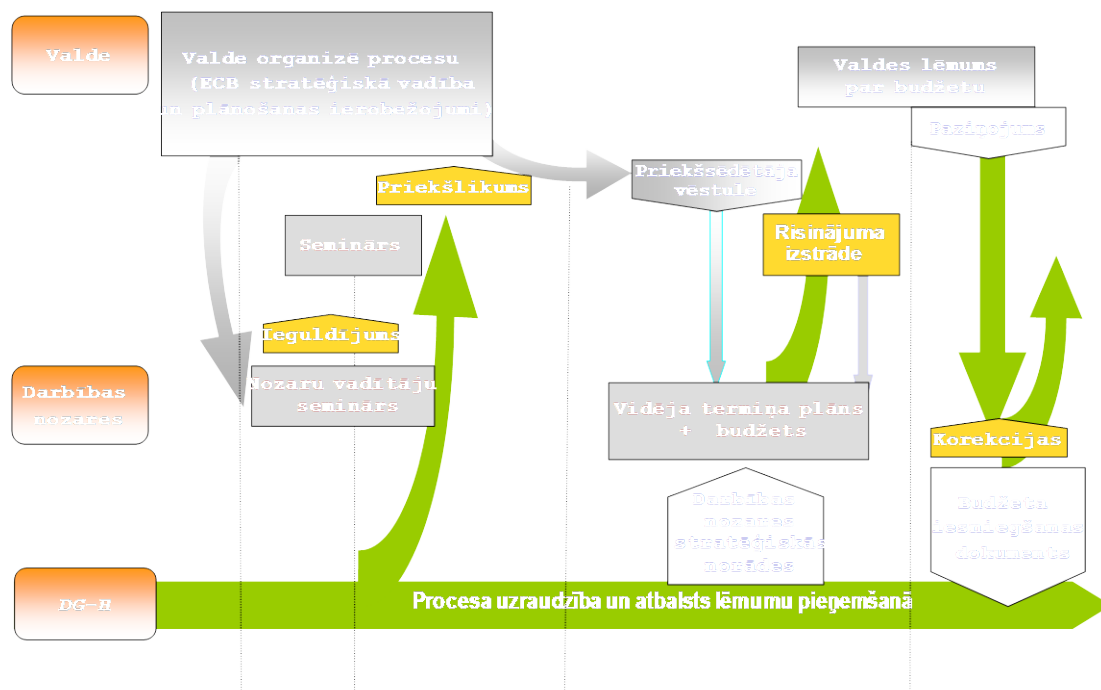 Valde
Valde organizē procesu
(ECB stratēģiskā vadība
un plānošanas ierobežojumi)
Valdes lēmums
par budžetu
Paziņojums
Priekšsēdētāja
vēstule
Priekšlikums
Risinājuma
izstrāde
Seminārs
Ieguldījums
Nozaru vadītāju
seminārs
Darbības
nozares
Vidēja termiņa plāns
+ budžets
Korekcijas
Darbības
nozaras
stratēģiskās
norādes
Budžeta
iesniegšanas
dokuments
DG-H
Procesa uzraudzība un atbalsts lēmumu pieņemšanā